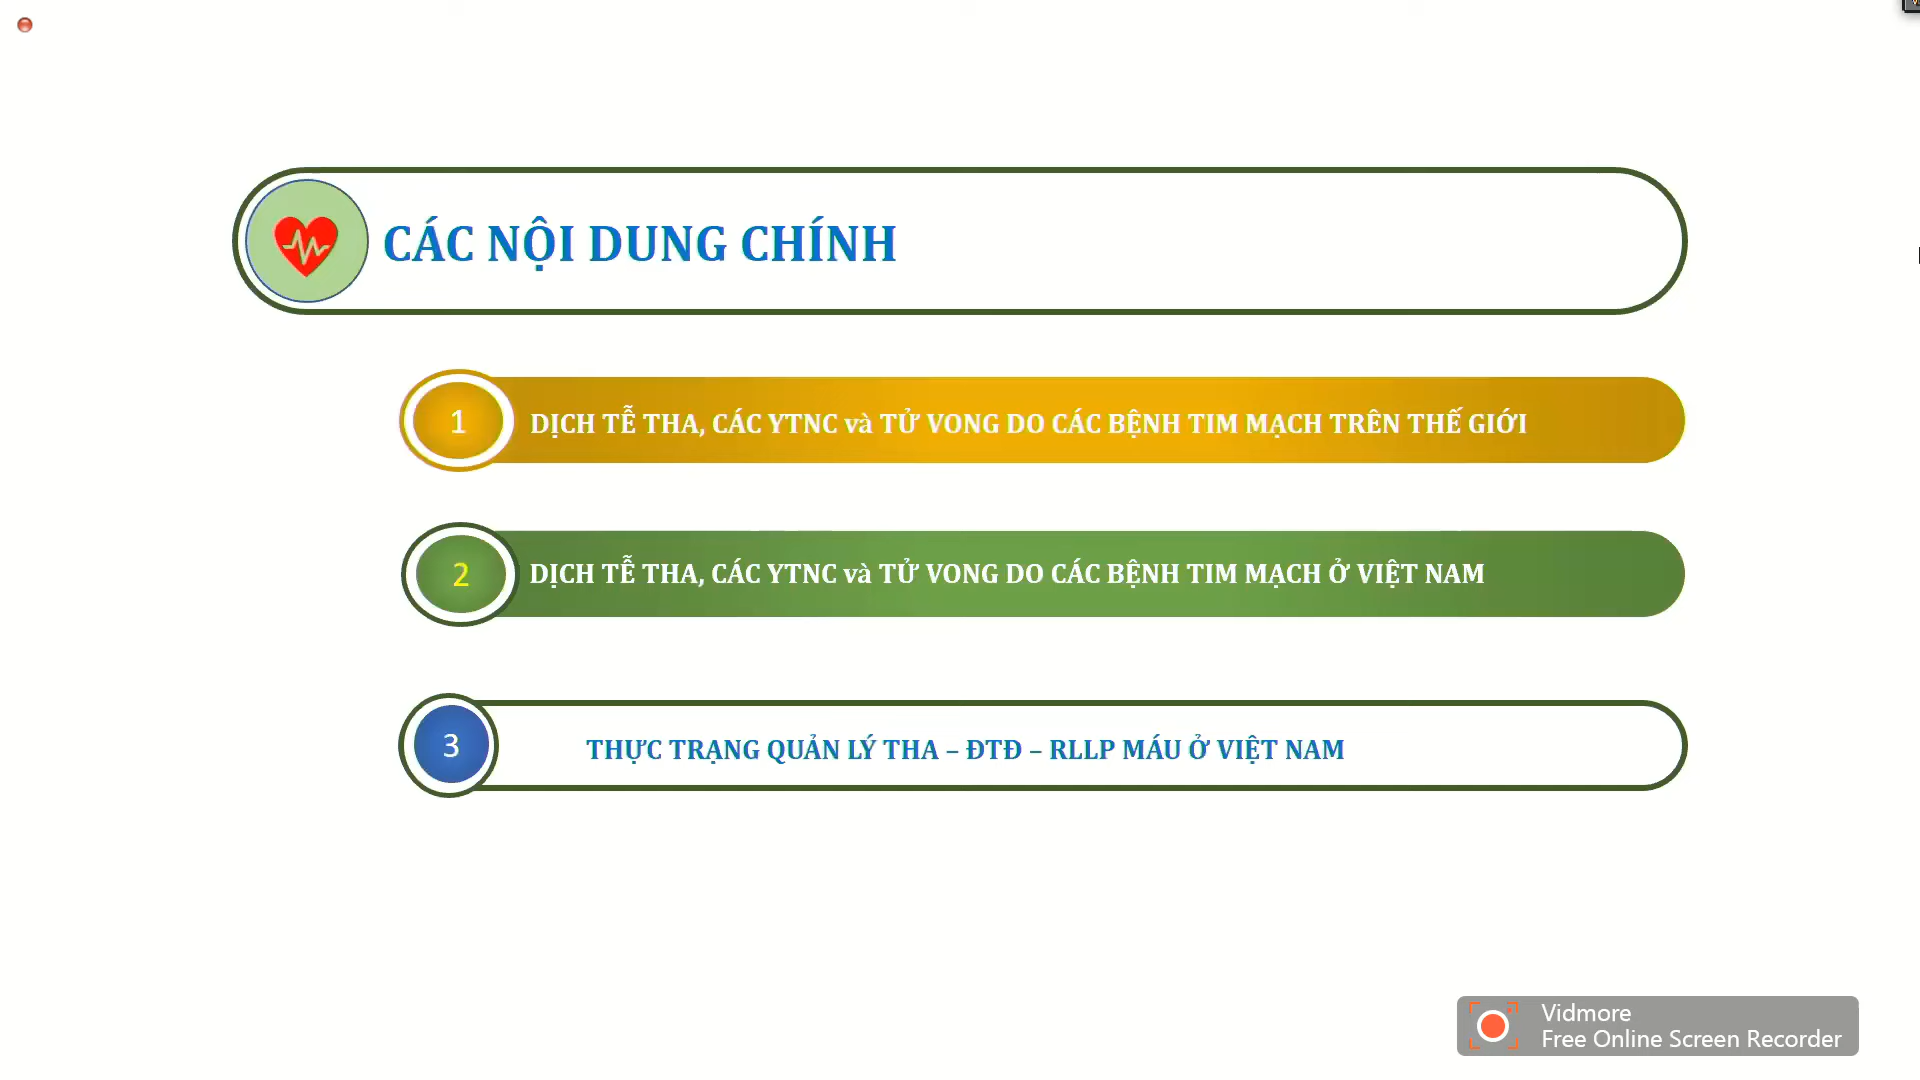 CÁC NỘI DUNG CHÍNH
1
DỊCH TỄ THA, CÁC YTNC và TỬ VONG DO CÁC BỆNH TIM MẠCH TRÊN THẾ GIỚI
2
DỊCH TỄ THA, CÁC YTNC và TỬ VONG DO CÁC BỆNH TIM MẠCH Ở VIỆT NAM
3
THỰC TRẠNG QUẢN LÝ THA – ĐTĐ – RLLP MÁU Ở VIỆT NAM
Vidmore
Free Online Screen Recorder